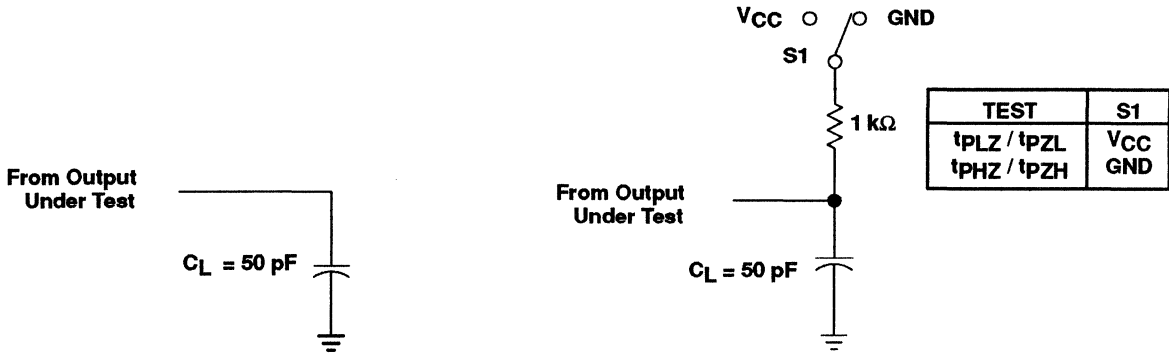 From Output
Under Test
CL = 50 pF
VCC
GND
S1
1 kΩ
From Output
Under Test
CL = 50 pF
TEST S1
tPLZ / tPZL VCC
tPHZ / tPZH GND